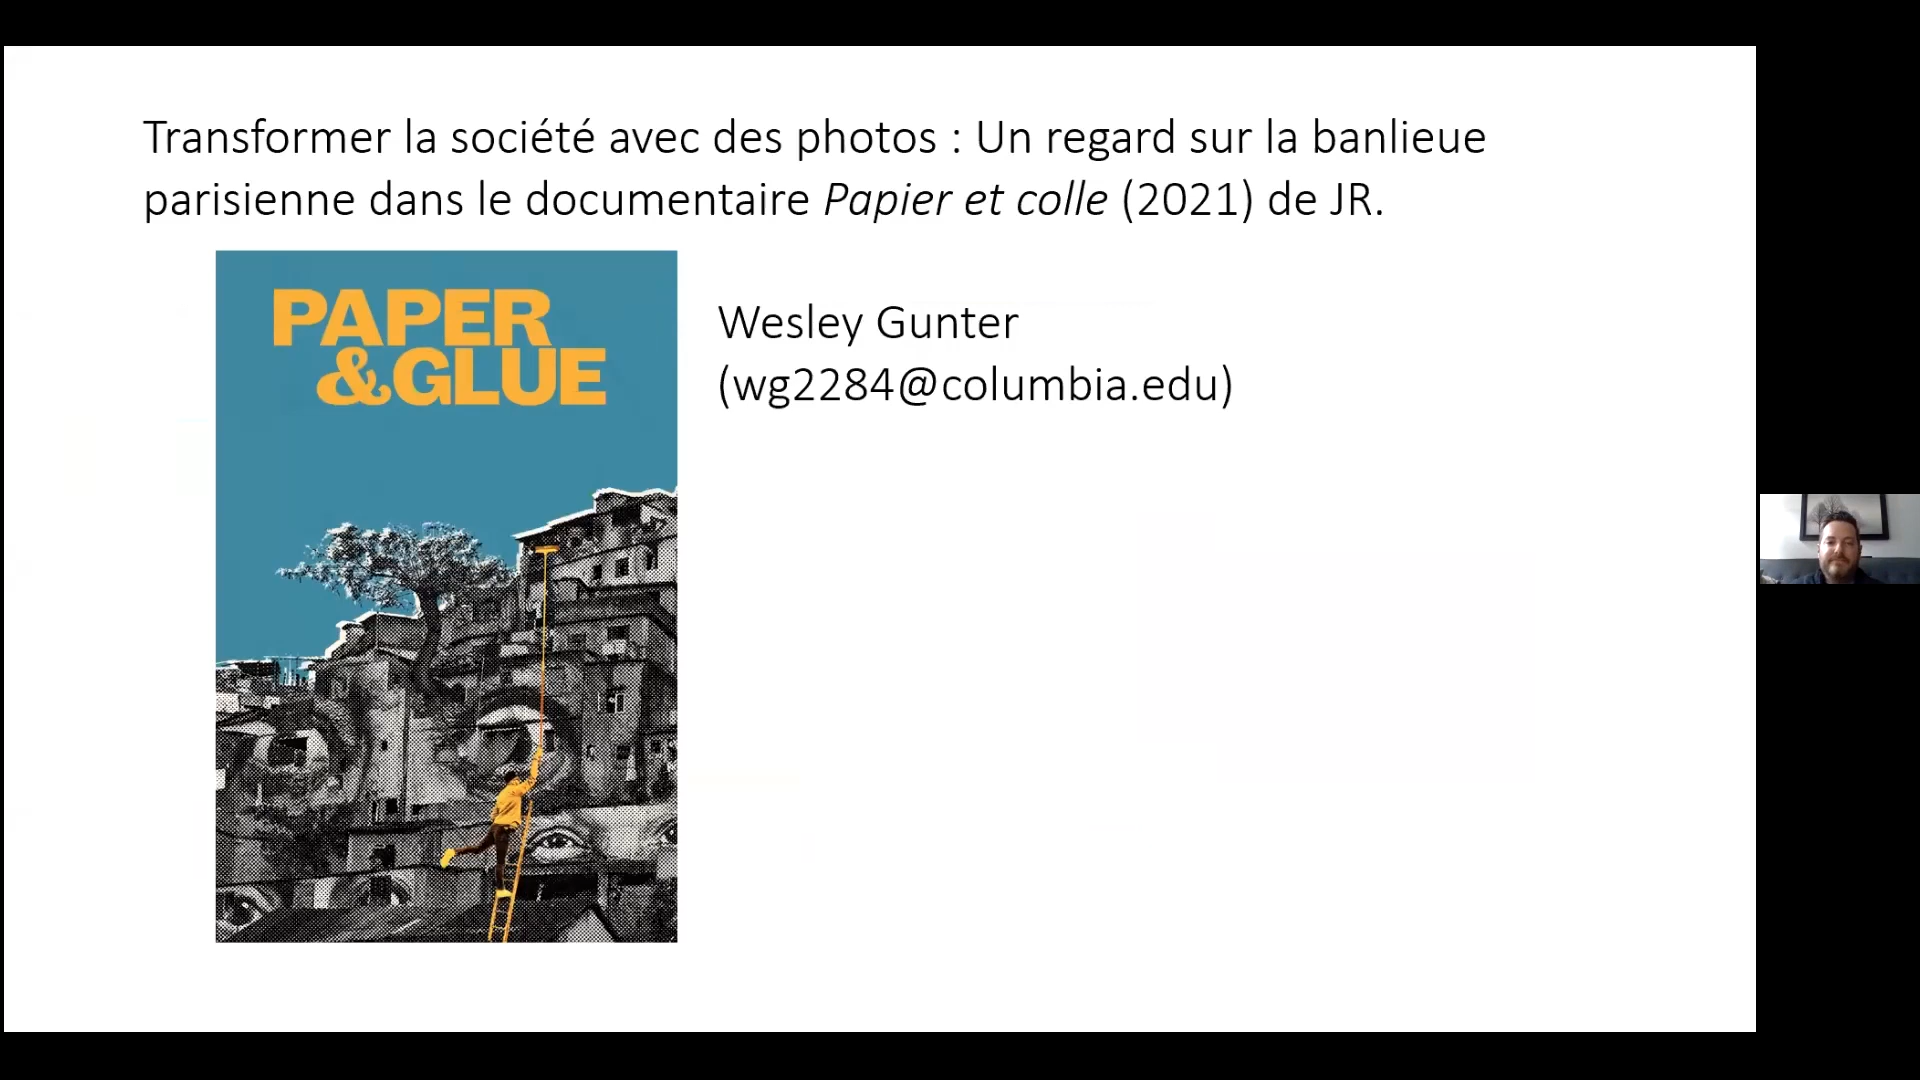 Transformer la société avec des photos : Un regard sur la banlieue
parisienne dans le documentaire Papier et colle (2021) de JR.
PAPER
&GLUE
Wesley Gunter
(wg2284@columbia.edu)